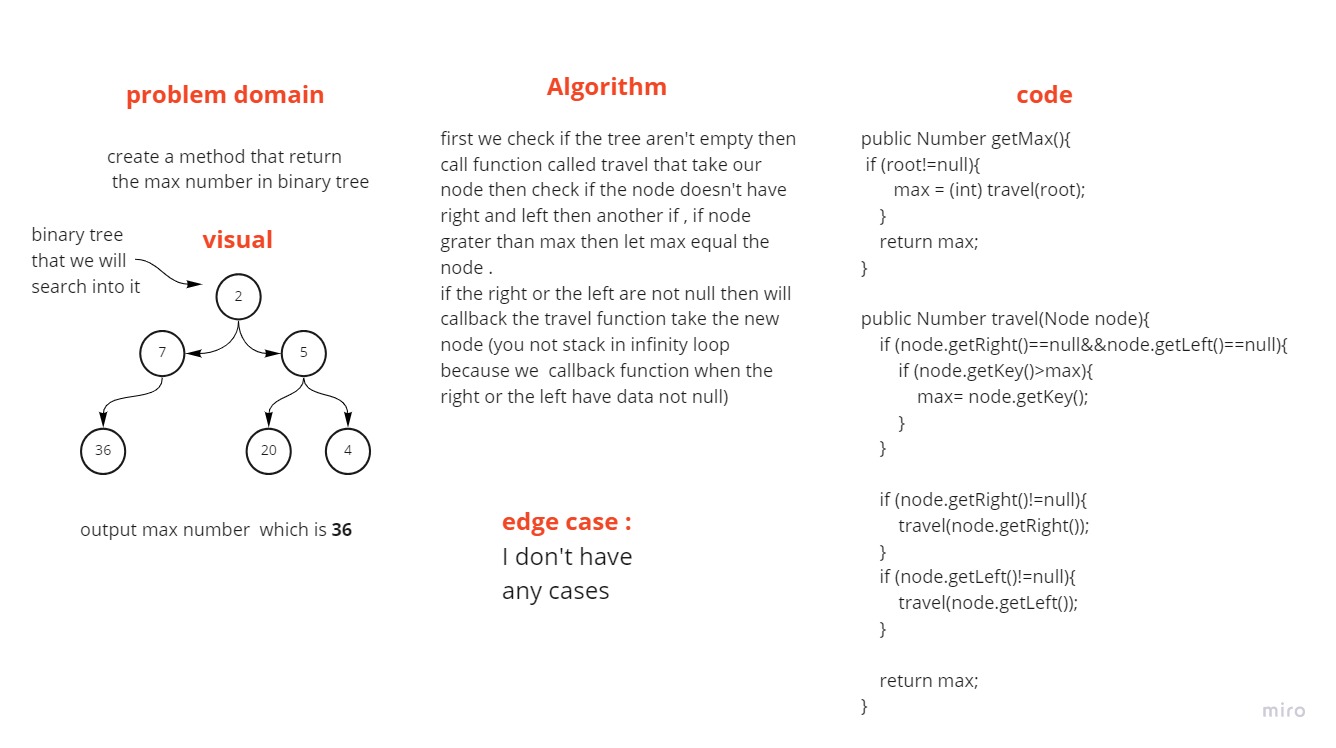 problem domain
create a method that return
the max number in binary tree
binary tree
that we will
search into it
visual
2
7
5
36
20
4
output max number which is 36
Algorithm
first we check if the tree aren't empty then
call function called travel that take our
node then check if the node doesn't have
right and left then another if , if node
grater than max then let max equal the
node .
if the right or the left are not null then will
callback the travel function take the new
node (you not stack in infinity loop
because we callback function when the
right or the left have data not null)
edge case :
I don't have
any cases
code
public Number getMax(){
if (root!=null){
max = (int) travel(root);
}
return max;
}
public Number travel(Node node){
if (node.getRight()==null&&node.getLeft()==null){
if (node.getKey()>max){
max= node.getKey();
}
}
if (node.getRight()!=null){
travel(node.getRight());
}
if (node.getLeft()!=null){
travel(node.getLeft());
}
return max;
}
miro